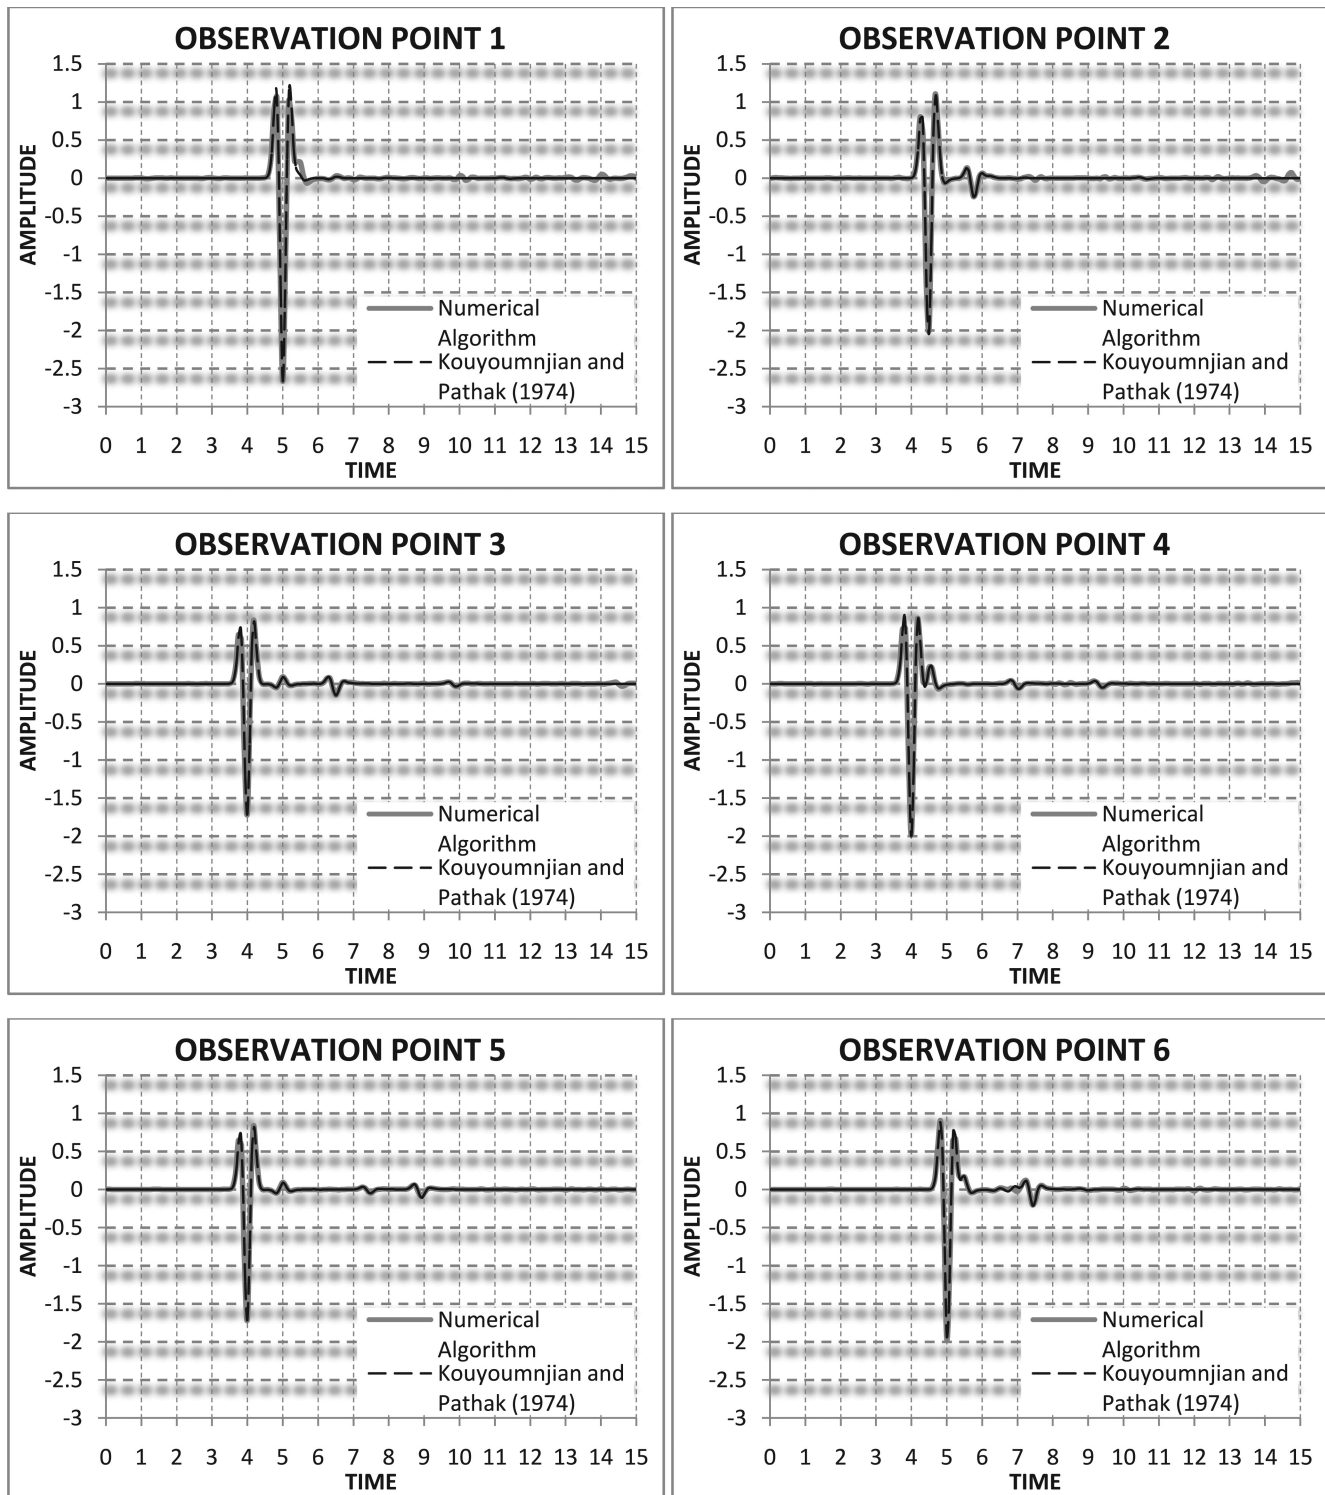 OBSERVATION POINT 1
1.5
1
0.5
0
-0.5
-1
-1.5
-2
-2.5
-3
AMPLITUDE
Numerical
Algorithm
Kouyoumnjian and
Pathak (1974)
0 1 2 3 4 5 6 7 8 9 10 11 12 13 14 15
TIME
OBSERVATION POINT 2
1.5
1
0.5
0
-0.5
-1
-1.5
-2
-2.5
-3
AMPLITUDE
Numerical
Algorithm
Kouyoumnjian and
Pathak (1974)
0 1 2 3 4 5 6 7 8 9 10 11 12 13 14 15
TIME
OBSERVATION POINT 3
1.5
1
0.5
0
-0.5
-1
-1.5
-2
-2.5
-3
AMPLITUDE
Numerical
Algorithm
Kouyoumnjian and
Pathak (1974)
0 1 2 3 4 5 6 7 8 9 10 11 12 13 14 15
TIME
OBSERVATION POINT 4
1.5
1
0.5
0
-0.5
-1
-1.5
-2
-2.5
-3
AMPLITUDE
Numerical
Algorithm
Kouyoumnjian and
Pathak (1974)
0 1 2 3 4 5 6 7 8 9 10 11 12 13 14 15
TIME
OBSERVATION POINT 5
1.5
1
0.5
0
-0.5
-1
-1.5
-2
-2.5
-3
AMPLITUDE
Numerical
Algorithm
Kouyoumnjian and
Pathak (1974)
0 1 2 3 4 5 6 7 8 9 10 11 12 13 14 15
TIME
OBSERVATION POINT 6
1.5
1
0.5
0
-0.5
-1
-1.5
-2
-2.5
-3
AMPLITUDE
Numerical
Algorithm
Kouyoumnjian and
Pathak (1974)
0 1 2 3 4 5 6 7 8 9 10 11 12 13 14 15
TIME